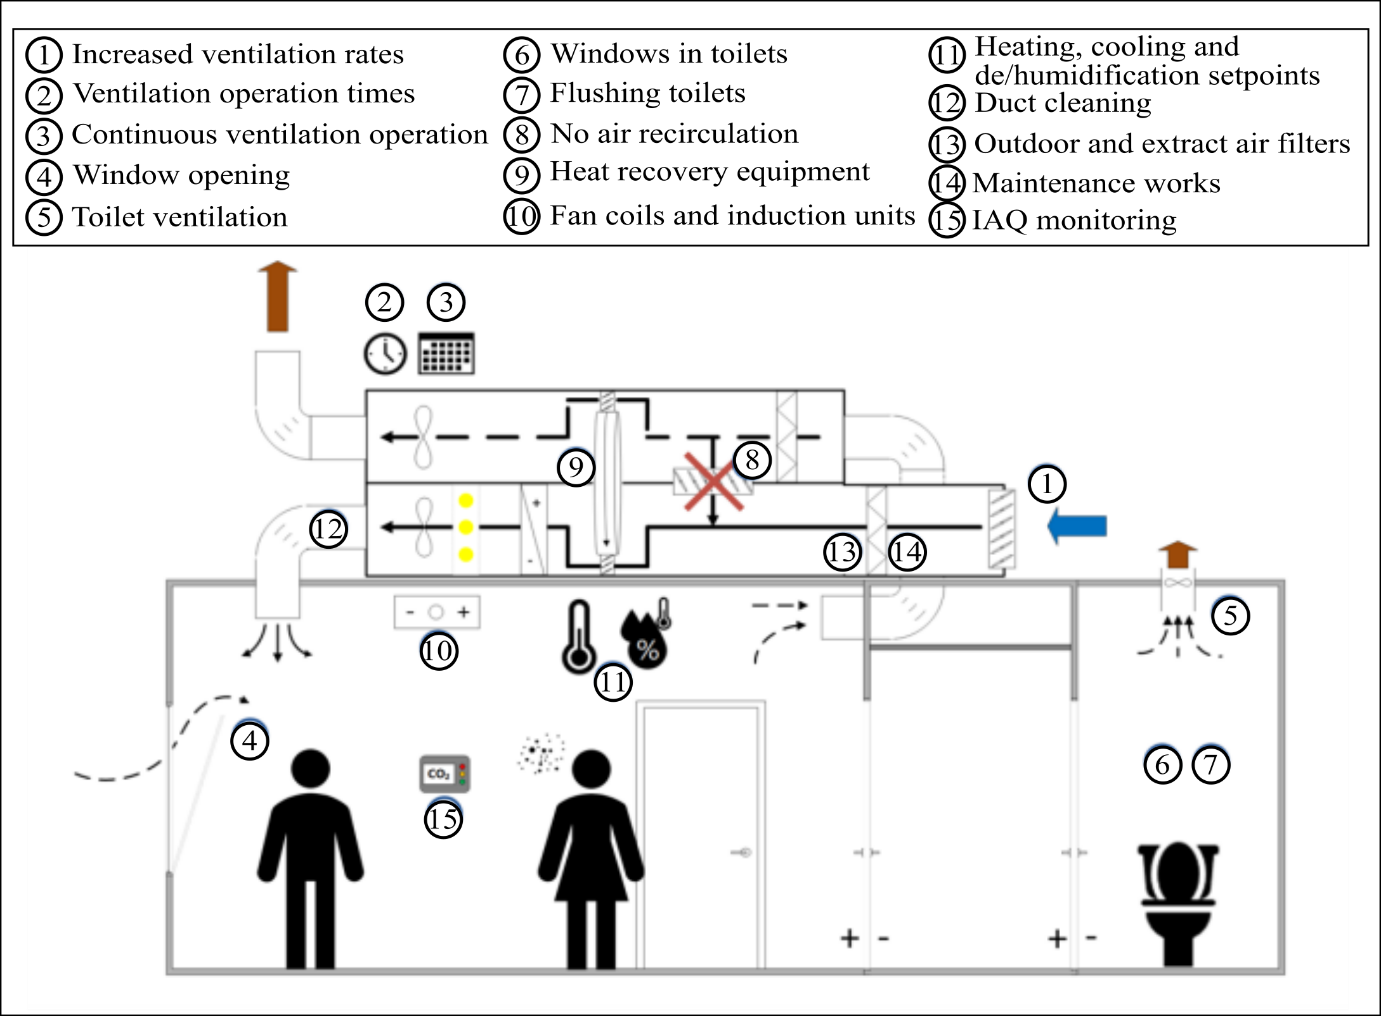 1 Increased ventilation rates
2 Ventilation operation times
3 Continuous ventilation operation
4 Window opening
5 Toilet ventilation
6 Windows in toilets
7 Flushing toilets
8 No air recirculation
9 Heat recovery equipment
10 Fan coils and induction units
11 Heating, cooling and
de/humidification setpoints
12 Duct cleaning
13 Outdoor and extract air filters
14 Maintenance works
15 IAQ monitoring
2 3
9
8
1
+
-
12
13 14
5
- +
10
%
11
4
CO₂
15
6 7
+ -
+ -